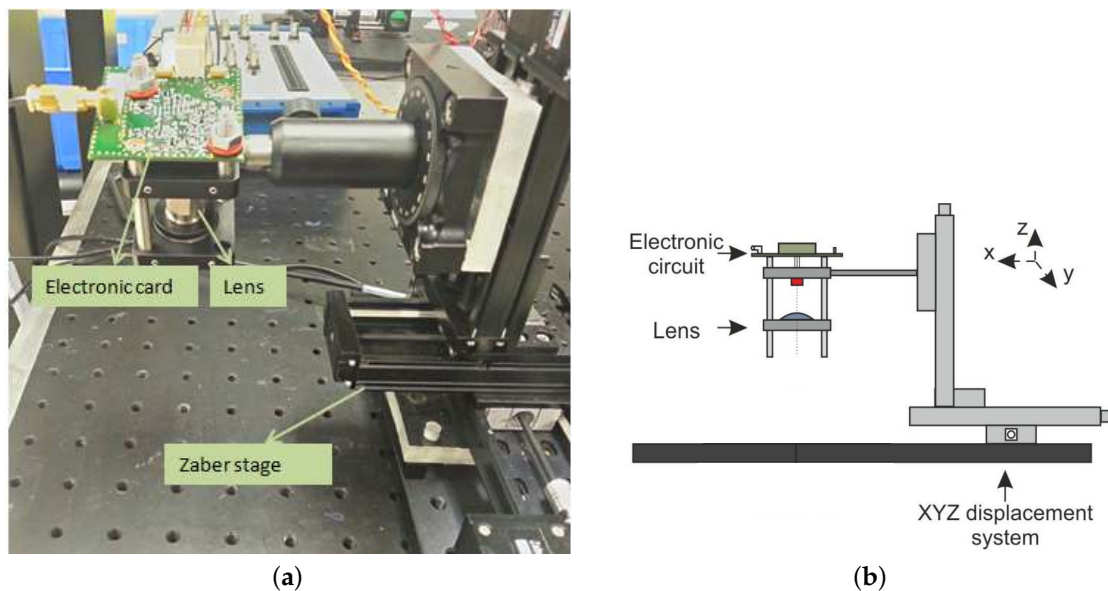 Electronic card
Lens
Zaber stage
(a)
Electronic
circuit
Lens
z
x
y
XYZ displacement
system
(b)